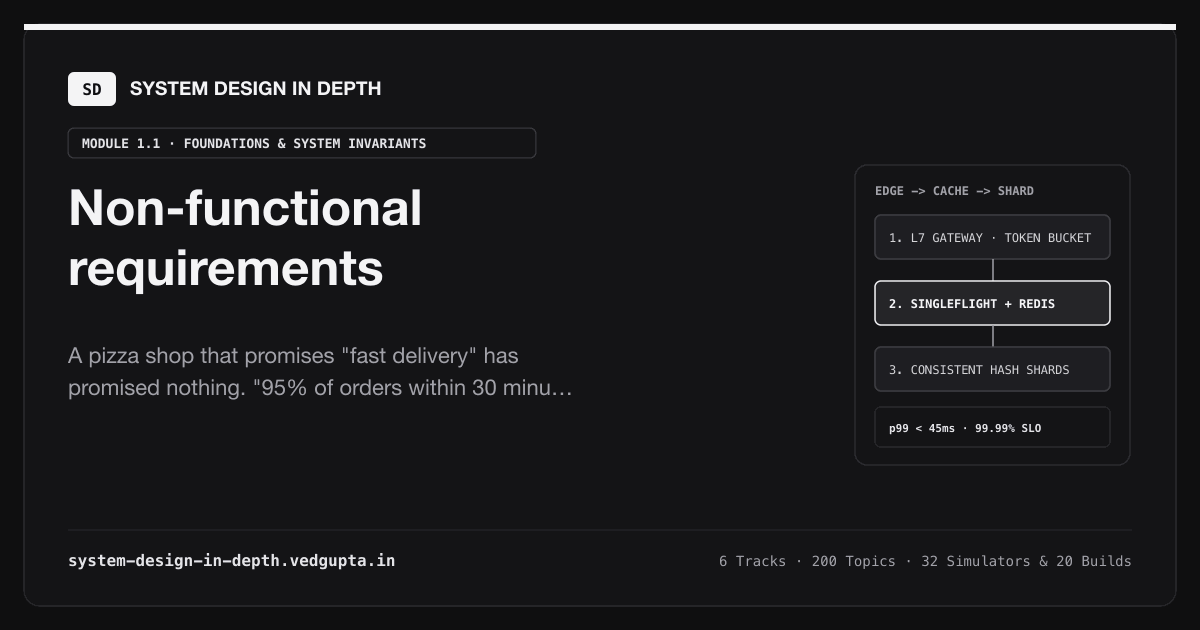 SD SYSTEM DESIGN IN DEPTH
MODULE 1.1 · FOUNDATIONS & SYSTEM INVARIANTS
Non-functional
requirements
A pizza shop that promises "fast delivery" has
promised nothing. "95% of orders within 30 minu...
EDGE —> CACHE —> SHARD
1. L7 GATEWAY · TOKEN BUCKET
2. SINGLEFLIGHT + REDIS
3. CONSISTENT HASH SHARDS
p99 < 45ms · 99.99% SLO
system-design-in-depth.vedgupta.in
6 Tracks · 200 Topics · 32 Simulators & 20 Builds